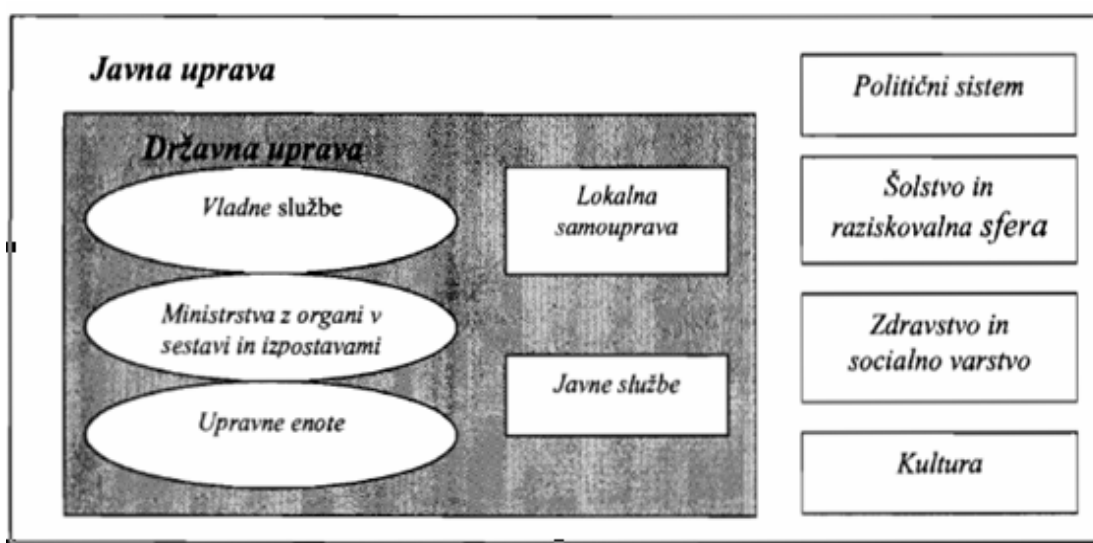 Javna uprava
Državna uprava
Vladne službe
Ministrstva z organi v
sestavi in izpostavami
Upravne enote
Lokalna
samouprava
Javne službe
Politični sistem
Šolstvo in
raziskovalna sfera
Zdravstvo in
socialno varstvo
Kultura